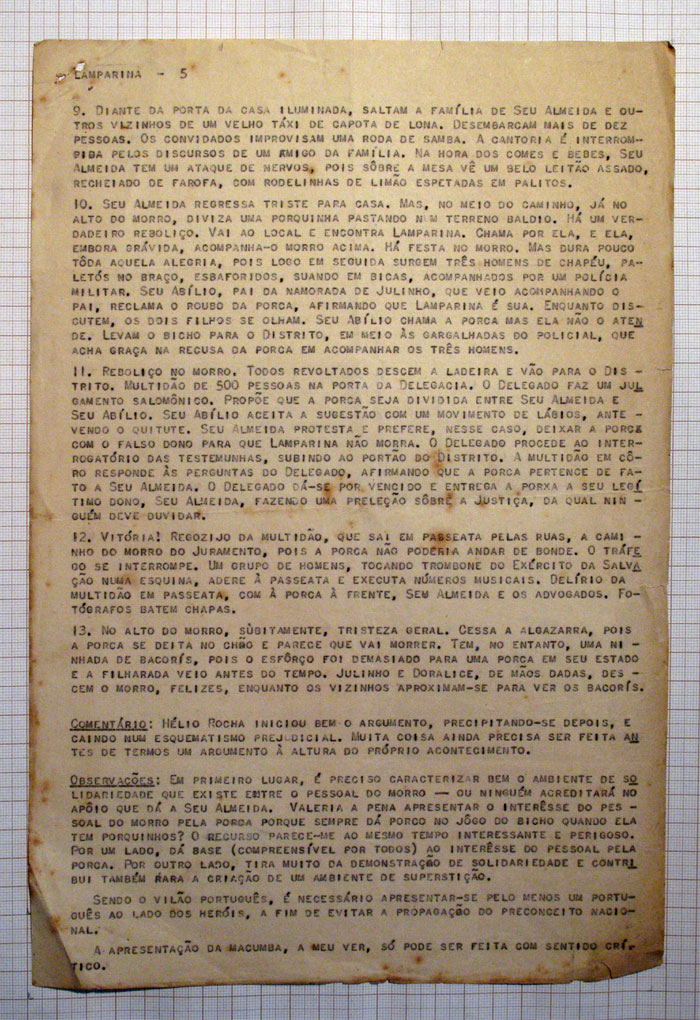 LAMPARINA - 5
9. DIANTE DA PORTA DA CASA ILUMINADA, SALTAM A FAMÍLIA DE SEU ALMEIDA E OU-
TROS VIZINHOS DE UM VELHO TÁXI DE CAPOTA DE LONA. DESEMBARCAM MAIS DE DEZ
PESSOAS. OS CONVIDADOS IMPROVISAM UMA RODA DE SAMBA. A CANTORIA É INTERROM-
PIDA PELOS DISCURSOS DE UM AMIGO DA FAMÍLIA. NA HORA DOS COMES E BEBES, SEU
ALMEIDA TEM UM ATAQUE DE NERVOS, POIS SÔBRE A MESA VÊ UM BELO LEITÃO ASSADO,
RECHEIADO DE FAROFA, COM RODELINHAS DE LIMÃO ESPETADAS EM PALITOS.
10. SEU ALMEIDA REGRESSA TRISTE PARA CASA. MAS, NO MEIO DO CAMINHO, JÁ NO
ALTO DO MORRO, DIVIZA UMA PORQUINHA PASTANDO NUM TERRENO BALDIO. HÁ UM VER-
DADEIRO REBOLIÇO. VAI AO LOCAL E ENCONTRA LAMPARINA. CHAMA POR ELA, E ELA,
EMBORA GRÁVIDA, ACOMPANHA-O MORRO ACIMA. HÁ FESTA NO MORRO. MAS DURA POUCO
TÔDA AQUELA ALEGRIA, POIS LOGO EM SEGUIDA SURGEM TRÊS HOMENS DE CHAPÉU, PA-
LETÓS NO BRAÇO, ESBAFORIDOS, SUANDO EM BICAS, ACOMPANHADOS POR UM POLÍCIA
MILITAR. SEU ABÍLIO, PAI DA NAMORADA DE JULINHO, QUE VEIO ACOMPANHANDO O
PAI, RECLAMA O ROUBO DA PORCA, AFIRMANDO QUE LAMPARINA É SUA. ENQUANTO DIS-
CUTEM, OS DOIS FILHOS SE OLHAM. SEU ABÍLIO CHAMA A PORCA MAS ELA NÃO O ATEN
DE. LEVAM O BICHO PARA O DISTRITO, EM MEIO ÀS GARGALHADAS DO POLICIAL, QUE
ACHA GRAÇA NA RECUSA DA PORCA EM ACOMPANHAR OS TRÊS HOMENS.
11. REBOLIÇO NO MORRO. TODOS REVOLTADOS DESCEM A LADEIRA E VÃO PARA O DIS-
TRITO. MULTIDÃO DE 500 PESSOAS NA PORTA DA DELEGACIA. O DELEGADO FAZ UM JUL
GAMENTO SALOMÔNICO. PROPÕE QUE A PORCA SEJA DIVIDIDA ENTRE SEU ALMEIDA E
SEU ABÍLIO. SEU ABÍLIO ACEITA A SUGESTÃO COM UM MOVIMENTO DE LÁBIOS, ANTE-
VENDO O QUITUTE. SEU ALMEIDA PROTESTA E PREFERE, NESSE CASO, DEIXAR A PORCA
COM O FALSO DONO PARA QUE LAMPARINA NÃO MORRA. O DELEGADO PROCEDE AO INTER-
ROGATÓRIO DAS TESTEMUNHAS, SUBINDO AO PORTÃO DO DISTRITO. A MULTIDÃO EM CÔ-
RO RESPONDE ÀS PERGUNTAS DO DELEGADO, AFIRMANDO QUE A PORCA PERTENCE DE FA-
TO A SEU ALMEIDA. O DELEGADO DÁ-SE POR VENCIDO E ENTREGA A PORXA A SEU LEGÍ
TIMO DONO, SEU ALMEIDA, FAZENDO UMA PRELEÇÃO SÔBRE A JUSTIÇA, DA QUAL NIN-
GUÉM DEVE DUVIDAR.
12. VITÓRIA! REGOZIJO DA MULTIDÃO, QUE SAI EM PASSEATA PELAS RUAS, A CAMI-
NHO DO MORRO DO JURAMENTO, POIS A PORCA NÃO PODERIA ANDAR DE BONDE. O TRÁFE
GO SE INTERROMPE. UM GRUPO DE HOMENS, TOCANDO TROMBONE DO EXÉRCITO DA SALVA
ÇÃO NUMA ESQUINA, ADERE À PASSEATA E EXECUTA NÚMEROS MUSICAIS. DELÍRIO DA
MULTIDÃO EM PASSEATA, COM À PORCA À FRENTE, SEU ALMEIDA E OS ADVOGADOS. FO-
TÓGRAFOS BATEM CHAPAS.
13. NO ALTO DO MORRO, SÙBITAMENTE, TRISTEZA GERAL. CESSA A ALGAZARRA, POIS
A PORCA SE DEITA NO CHÃO E PARECE QUE VAI MORRER. TEM, NO ENTANTO, UMA NI-
NHADA DE BACORÍS, POIS O ESFÔRÇO FOI DEMASIADO PARA UMA PORCA EM SEU ESTADO
E A FILHARADA VEIO ANTES DO TEMPO. JULINHO E DORALICE, DE MÃOS DADAS, DES-
CEM O MORRO, FELIZES, ENQUANTO OS VIZINHOS APROXIMAM-SE PARA VER OS BACORÍS.
COMENTÁRIO: HÉLIO ROCHA INICIOU BEM O ARGUMENTO, PRECIPITANDO-SE DEPOIS, E
CAINDO NUM ESQUEMATISMO PREJUDICIAL. MUITA COISA AINDA PRECISA SER FEITA AN
TES DE TERMOS UM ARGUMENTO À ALTURA DO PRÓPRIO ACONTECIMENTO.
OBSERVAÇÕES: EM PRIMEIRO LUGAR, É PRECISO CARACTERIZAR BEM O AMBIENTE DE SO
LIDARIEDADE QUE EXISTE ENTRE O PESSOAL DO MORRO — OU NINGUÉM ACREDITARÁ NO
APÔIO QUE DÁ A SEU ALMEIDA. VALERIA A PENA APRESENTAR O INTERÊSSE DO PES-
SOAL DO MORRO PELA PORCA PORQUE SEMPRE DÁ PORCO NO JÔGO DO BICHO QUANDO ELA
TEM PORQUINHOS? O RECURSO PARECE-ME AO MESMO TEMPO INTERESSANTE E PERIGOSO.
POR UM LADO, DÁ BASE (COMPREENSÍVEL POR TODOS) AO INTERÊSSE DO PESSOAL PELA
PORCA. POR OUTRO LADO, TIRA MUITO DA DEMONSTRAÇÃO DE SOLIDARIEDADE E CONTRI
BUI TAMBÉM PARA A CRIAÇÃO DE UM AMBIENTE DE SUPERSTIÇÃO.
SENDO O VILÃO PORTUGUÊS, É NECESSÁRIO APRESENTAR-SE PELO MENOS UM PORTU-
GUÊS AO LADO DOS HERÓIS, A FIM DE EVITAR A PROPAGAÇÃO DO PRECONCEITO NACIO-
NAL.
A APRESENTAÇÃO DA MACUMBA, A MEU VER, SÓ PODE SER FEITA COM SENTIDO CRÍ-
TICO.